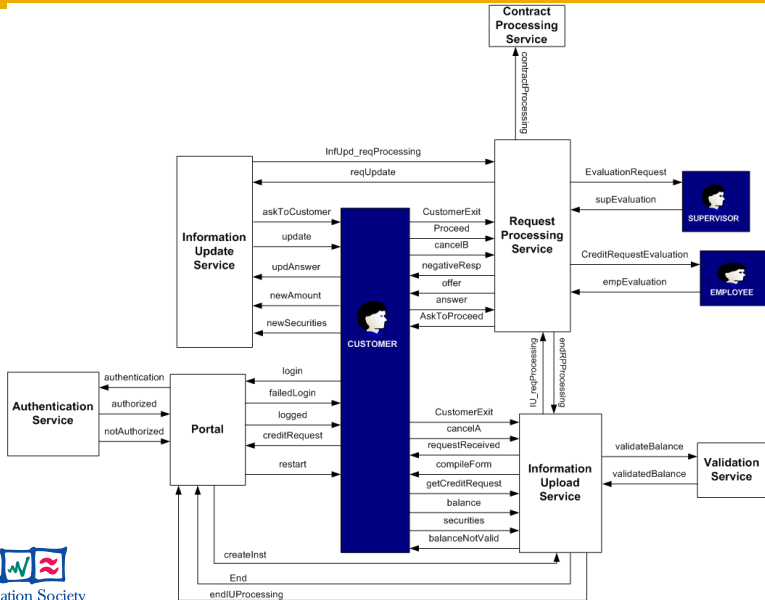 Contract
Processing
Service
contractProcessing
InfUpd_reqProcessing
reqUpdate
EvaluationRequest
supEvaluation
SUPERVISOR
askToCustomer
update
updAnswer
newAmount
newSecurities
Information
Update
Service
CustomerExit
Proceed
cancelB
negativeResp
offer
answer
AskToProceed
Request
Processing
Service
CreditRequestEvaluation
empEvaluation
EMPLOYEE
CUSTOMER
IU_reqProcessing
endRPProcessing
authentication
authorized
notAuthorized
Authentication
Service
Portal
login
failedLogin
logged
creditRequest
restart
CustomerExit
cancelA
requestReceived
compileForm
getCreditRequest
balance
securities
balanceNotValid
Information
Upload
Service
validateBalance
validatedBalance
Validation
Service
createInst
End
endIUProcessing
ation Society